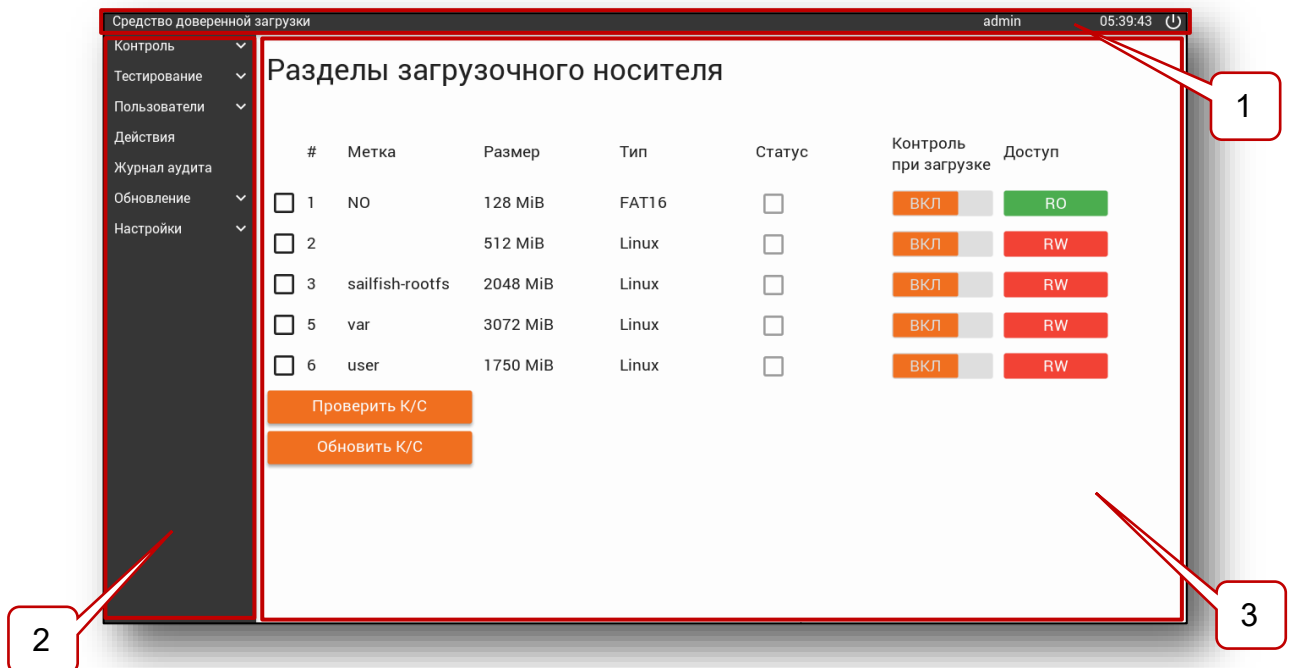 Средство доверенной загрузки admin 05:39:43
Контроль
Тестирование
Пользователи
Действия
Журнал аудита
Обновление
Настройки
Разделы загрузочного носителя
# Метка Размер Тип Статус Контроль при загрузке Доступ
1 NO 128 MiB FAT16 ВКЛ RO
2 512 MiB Linux ВКЛ RW
3 sailfish-rootfs 2048 MiB Linux ВКЛ RW
5 var 3072 MiB Linux ВКЛ RW
6 user 1750 MiB Linux ВКЛ RW
Проверить К/С
Обновить К/С
1
2
3